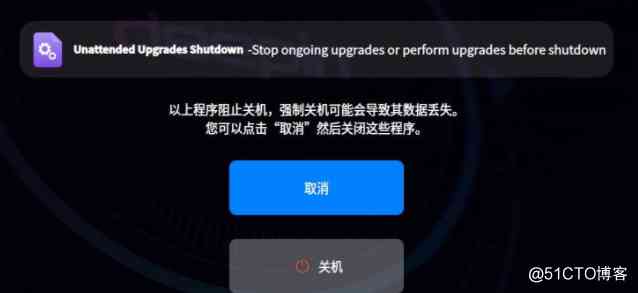 Unattended Upgrades Shutdown -Stop ongoing upgrades or perform upgrades before shutdown
以上程序阻止关机，强制关机可能会导致其数据丢失。
您可以点击“取消”然后关闭这些程序。
取消
关机
@51CTO博客